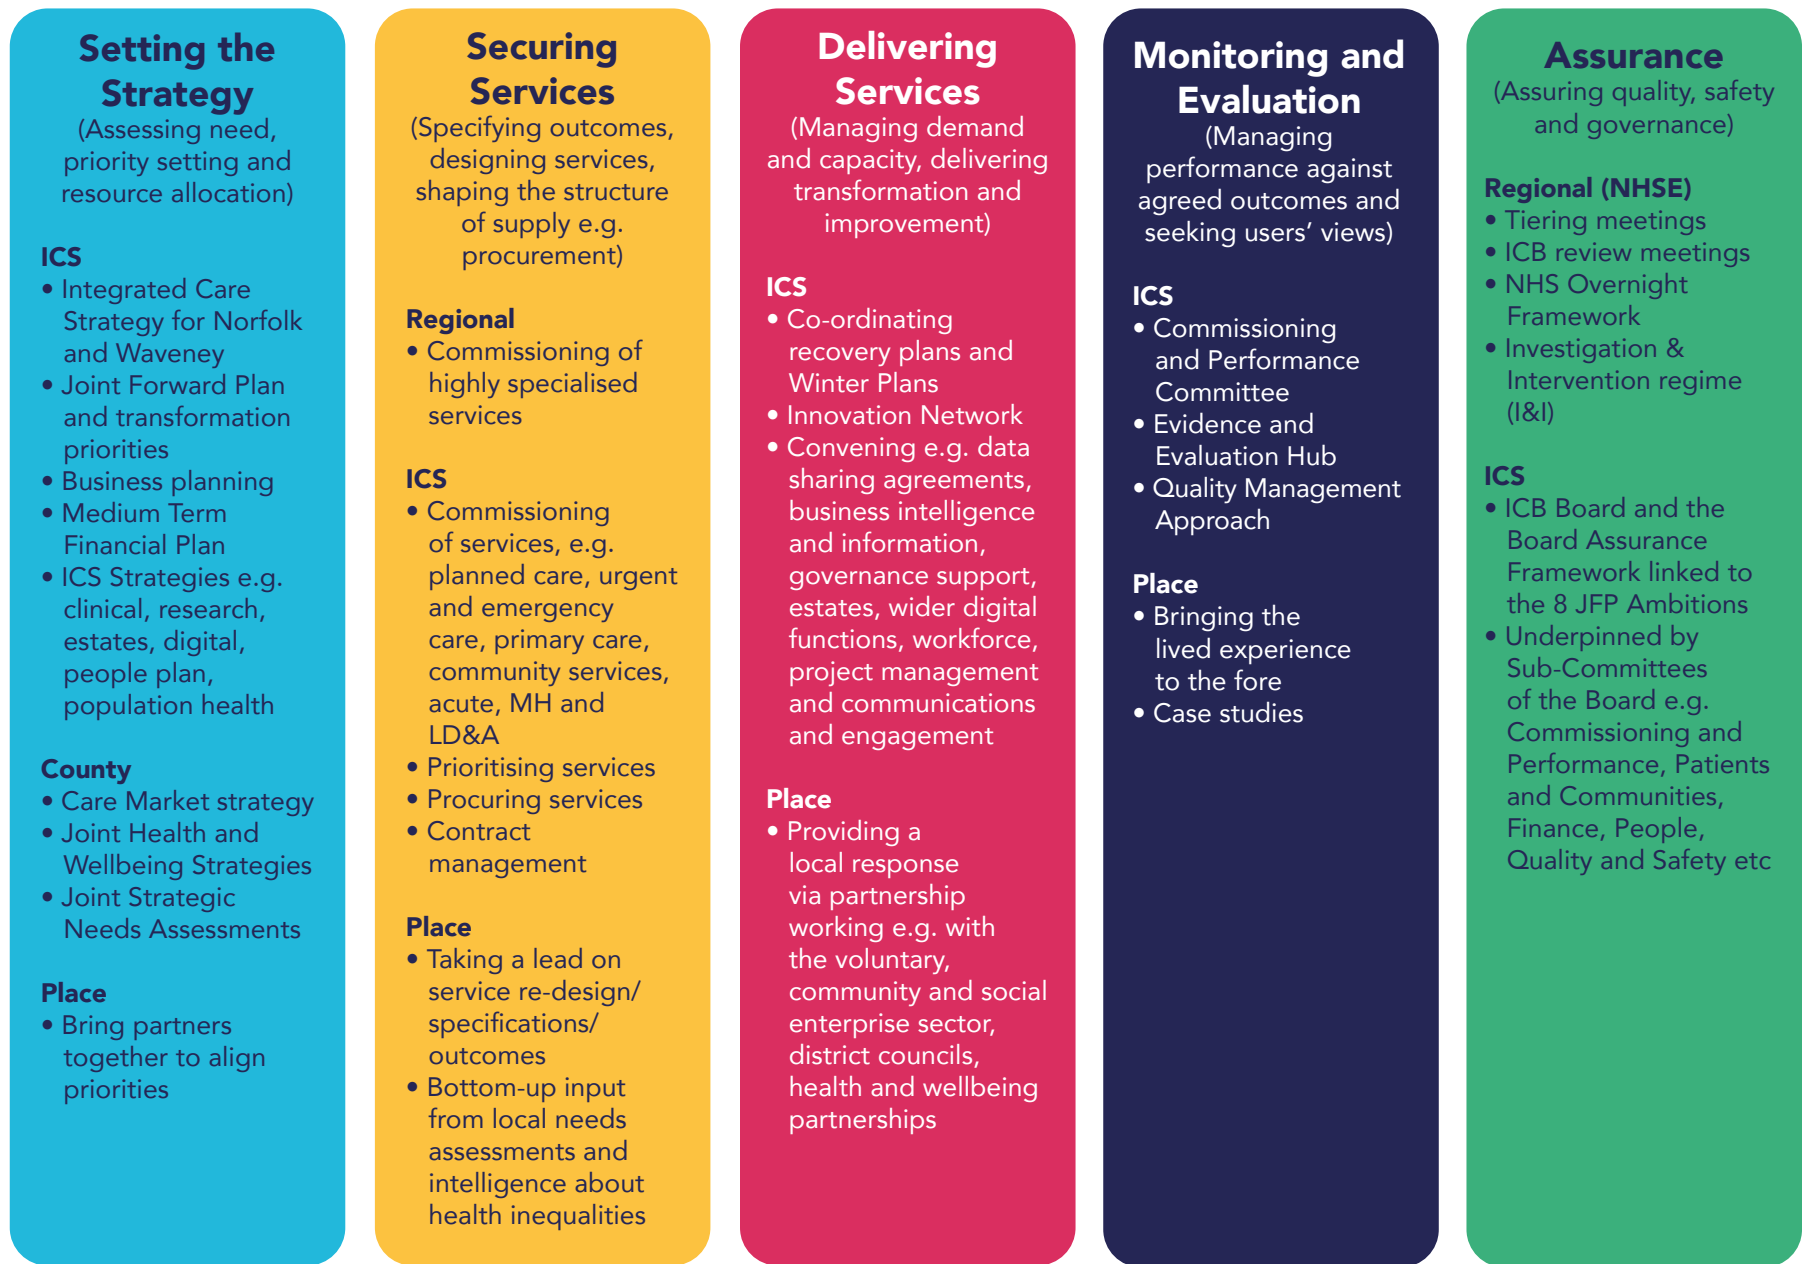 Setting the
Strategy
(Assessing need,
priority setting and
resource allocation)
ICS
• Integrated Care
Strategy for Norfolk
and Waveney
• Joint Forward Plan
and transformation
priorities
• Business planning
• Medium Term
Financial Plan
• ICS Strategies e.g.
clinical, research,
estates, digital,
people plan,
population health
County
• Care Market strategy
• Joint Health and
Wellbeing Strategies
• Joint Strategic
Needs Assessments
Place
• Bring partners
together to align
priorities
Securing
Services
(Specifying outcomes,
designing services,
shaping the structure
of supply e.g.
procurement)
Regional
• Commissioning of
highly specialised
services
ICS
• Commissioning
of services, e.g.
planned care, urgent
and emergency
care, primary care,
community services,
acute, MH and
LD&A
• Prioritising services
• Procuring services
• Contract
management
Place
• Taking a lead on
service re-design/
specifications/
outcomes
• Bottom-up input
from local needs
assessments and
intelligence about
health inequalities
Delivering
Services
(Managing demand
and capacity, delivering
transformation and
improvement)
ICS
• Co-ordinating
recovery plans and
Winter Plans
• Innovation Network
• Convening e.g. data
sharing agreements,
business intelligence
and information,
governance support,
estates, wider digital
functions, workforce,
project management
and communications
and engagement
Place
• Providing a
local response
via partnership
working e.g. with
the voluntary,
community and social
enterprise sector,
district councils,
health and wellbeing
partnerships
Monitoring and
Evaluation
(Managing
performance against
agreed outcomes and
seeking users’ views)
ICS
• Commissioning
and Performance
Committee
• Evidence and
Evaluation Hub
• Quality Management
Approach
Place
• Bringing the
lived experience
to the fore
• Case studies
Assurance
(Assuring quality, safety
and governance)
Regional (NHSE)
• Tiering meetings
• ICB review meetings
• NHS Overnight
Framework
• Investigation &
Intervention regime
(I&I)
ICS
• ICB Board and the
Board Assurance
Framework linked to
the 8 JFP Ambitions
• Underpinned by
Sub-Committees
of the Board e.g.
Commissioning and
Performance, Patients
and Communities,
Finance, People,
Quality and Safety etc